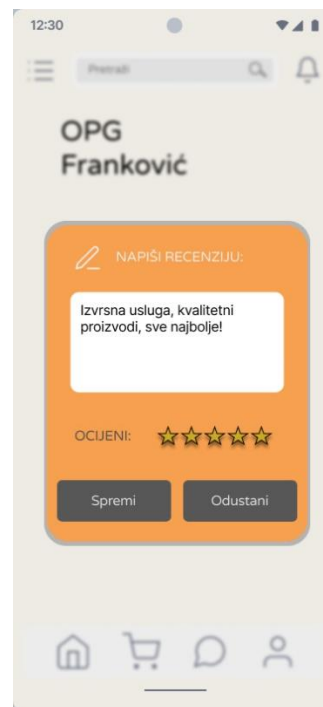 12:30
Pretraži
OPG
Franković
NAPIŠI RECENZIJU:
Izvrsna usluga, kvalitetni
proizvodi, sve najbolje!
OCIJENI:
Spremi
Odustani